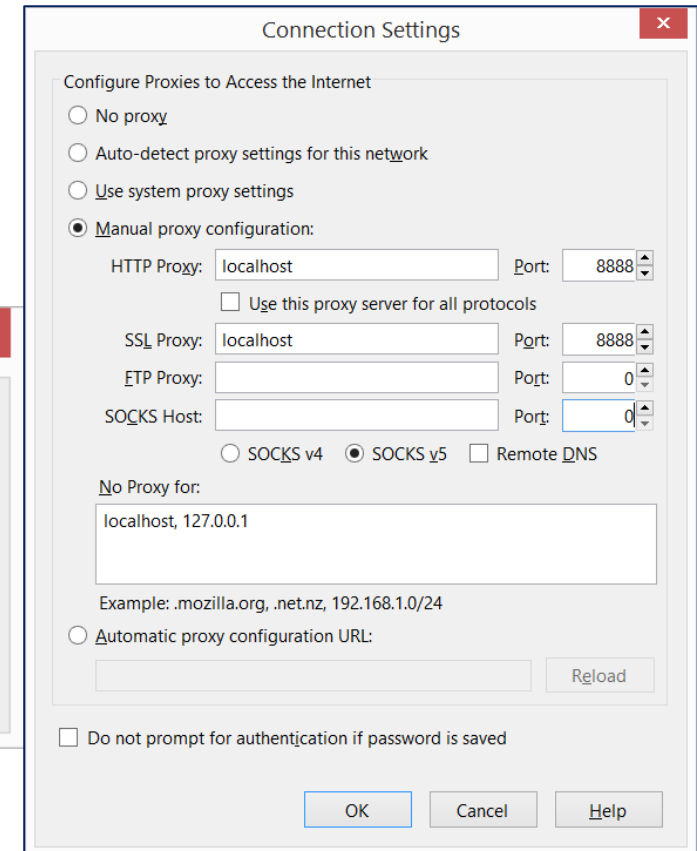 Connection Settings
Configure Proxies to Access the Internet
No proxy
Auto-detect proxy settings for this network
Use system proxy settings
Manual proxy configuration:
HTTP Proxy: localhost Port: 8888
Use this proxy server for all protocols
SSL Proxy: localhost Port: 8888
FTP Proxy: Port: 0
SOCKS Host: Port: 0
SOCKS v4 SOCKS v5 Remote DNS
No Proxy for:
localhost, 127.0.0.1
Example: .mozilla.org, .net.nz, 192.168.1.0/24
Automatic proxy configuration URL:
Reload
Do not prompt for authentication if password is saved
OK Cancel Help